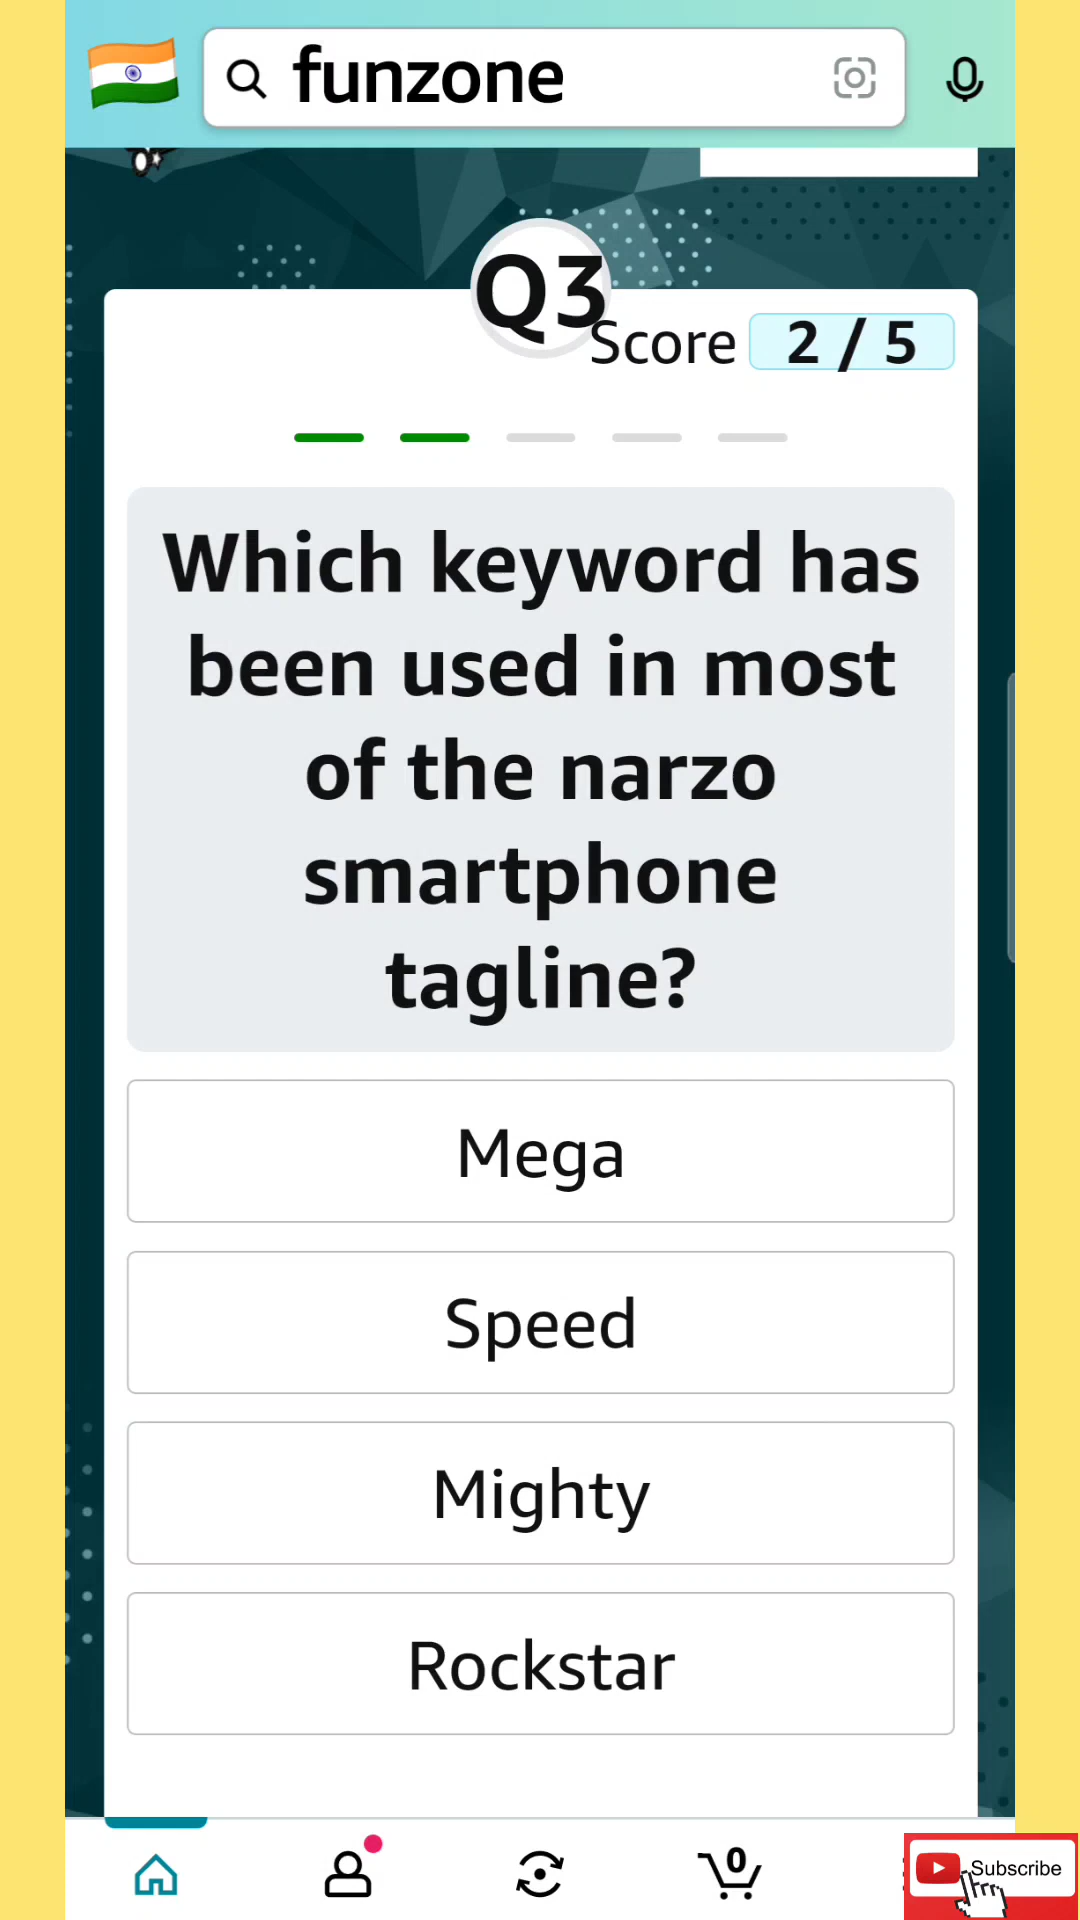 funzone
Q3
Score 2 / 5
Which keyword has
been used in most
of the narzo
smartphone
tagline?
Mega
Speed
Mighty
Rockstar
0
Subscribe